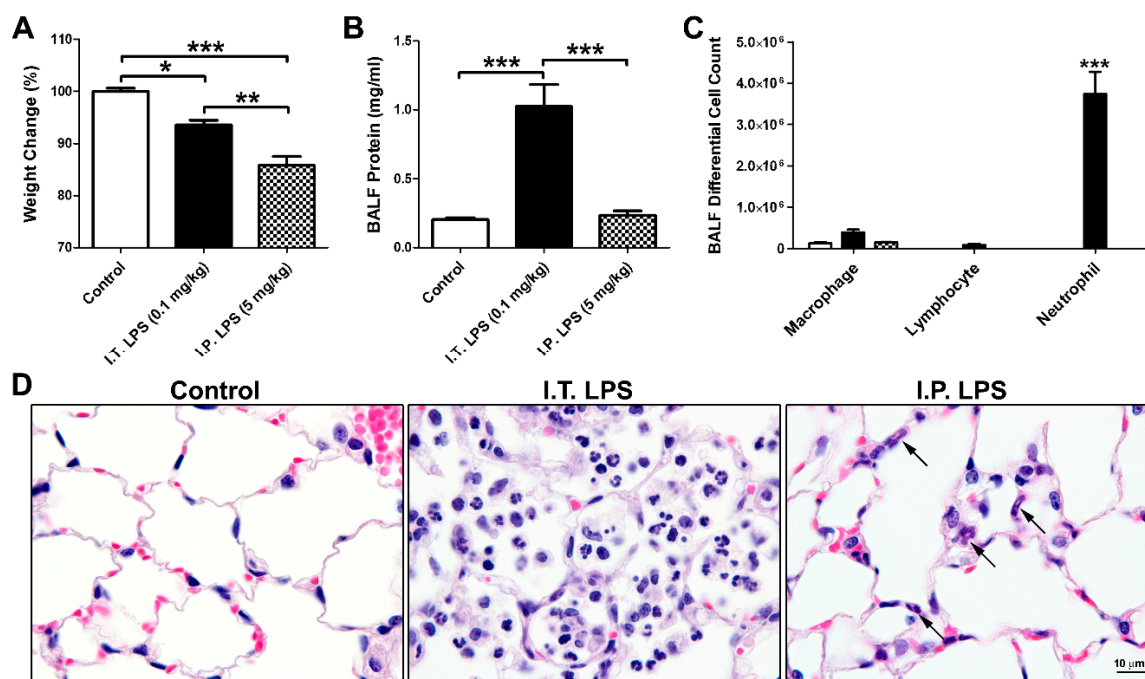 A
Weight Change (%)
110
100
90
80
70
***
*
**
Control
I.T. LPS (0.1 mg/kg)
I.P. LPS (5 mg/kg)
B
BALF Protein (mg/ml)
1.5
1.0
0.5
0.0
***
***
Control
I.T. LPS (0.1 mg/kg)
I.P. LPS (5 mg/kg)
C
BALF Differential Cell Count
5.0×10⁶
4.0×10⁶
3.0×10⁶
2.0×10⁶
1.0×10⁶
0
***
Macrophage
Lymphocyte
Neutrophil
D
Control
I.T. LPS
I.P. LPS
10 μm